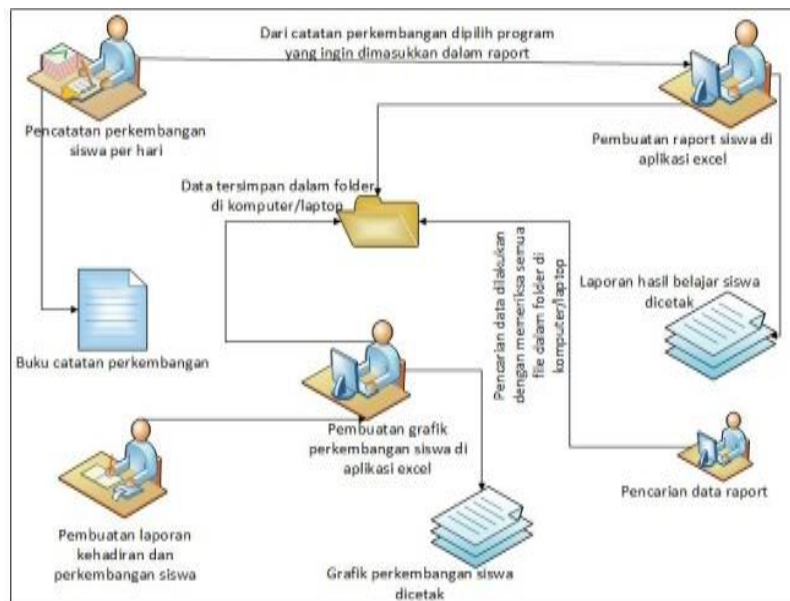 Dari catatan perkembangan dipilih program
yang ingin dimasukkan dalam raport
Pencatatan perkembangan
siswa per hari
Pembuatan raport siswa di
aplikasi excel
Data tersimpan dalam folder
di komputer/laptop
Pencarian data dilakukan
dengan memeriksa semua
file dalam folder di
komputer/laptop
Laporan hasil belajar siswa
dicetak
Buku catatan perkembangan
Pembuatan grafik
perkembangan siswa di
aplikasi excel
Pencarian data raport
Pembuatan laporan
kehadiran dan
perkembangan siswa
Grafik perkembangan siswa
dicetak